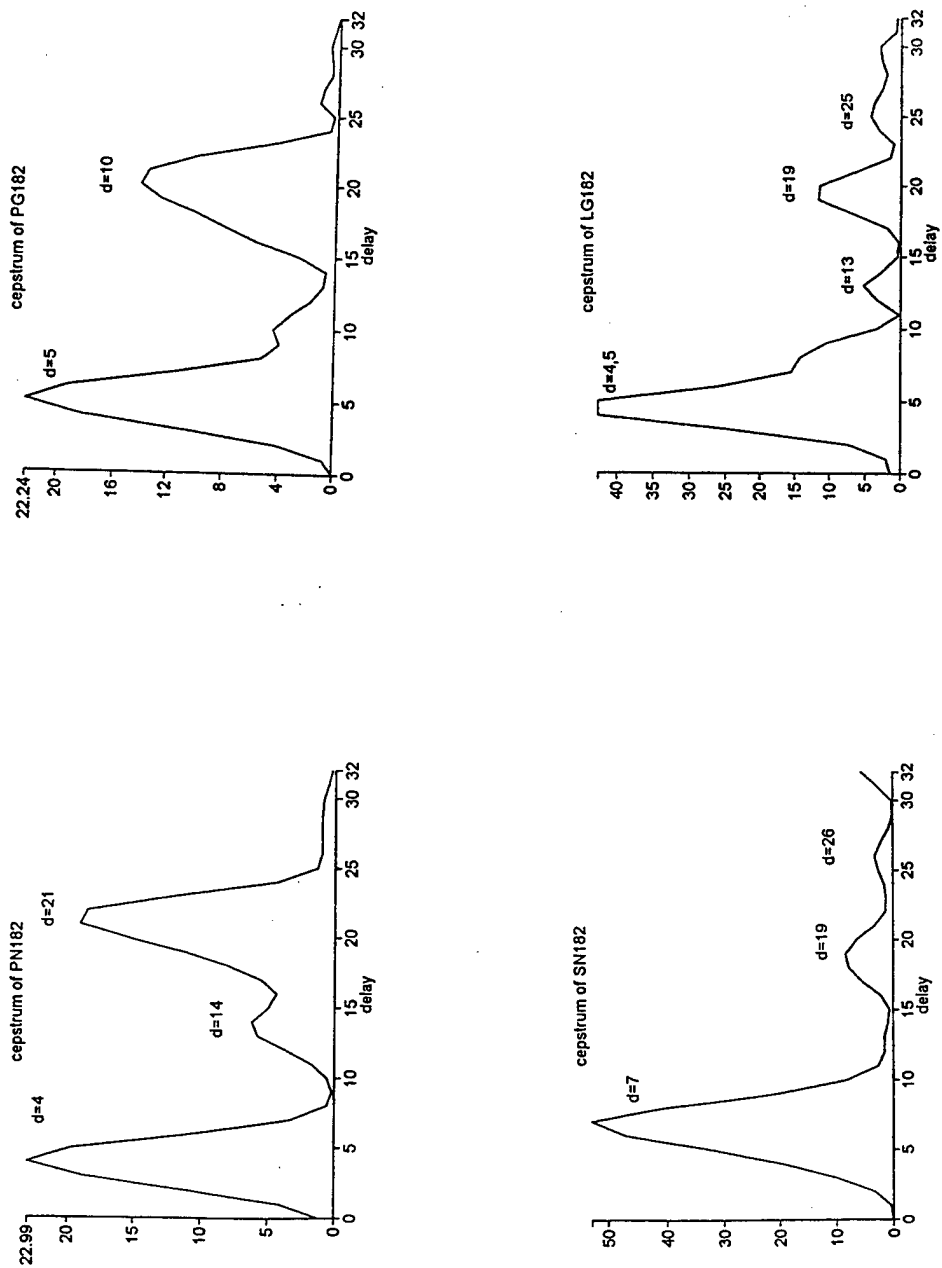 cepstrum of PN182
22.99
20
15
10
5
0
d=4
d=14
d=21
0 5 10 15 20 25 30 32
delay
cepstrum of PG182
22.24
20
16
12
8
4
0
d=5
d=10
0 5 10 15 20 25 30 32
delay
cepstrum of SN182
50
40
30
20
10
0
d=7
d=19
d=26
0 5 10 15 20 25 30 32
delay
cepstrum of LG182
40
35
30
25
20
15
10
5
0
d=4,5
d=13
d=19
d=25
0 5 10 15 20 25 30 32
delay